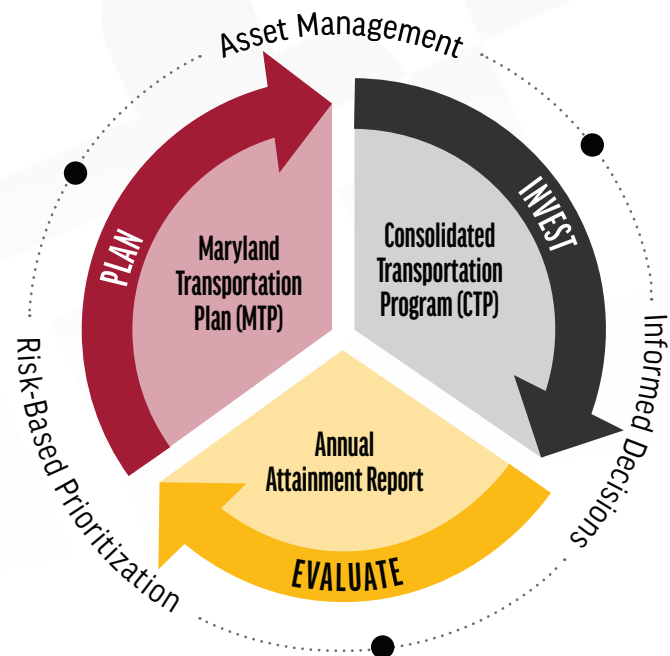 Asset Management
PLAN
Maryland
Transportation
Plan (MTP)
INVEST
Consolidated
Transportation
Program (CTP)
Informed Decisions
Annual
Attainment Report
EVALUATE
Risk-Based Prioritization